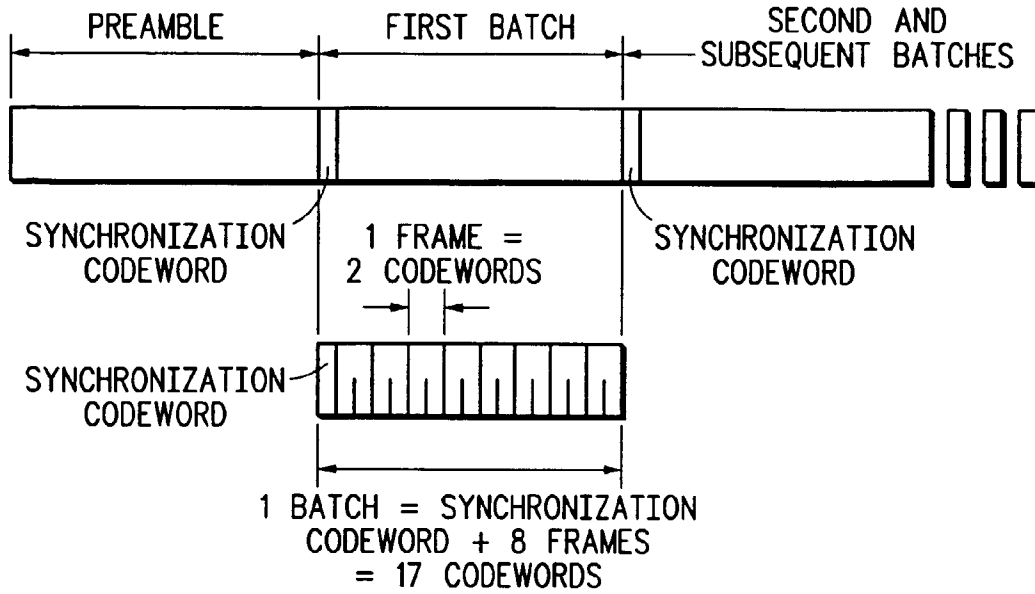 PREAMBLE
FIRST BATCH
SECOND AND
SUBSEQUENT BATCHES
SYNCHRONIZATION
CODEWORD
1 FRAME =
2 CODEWORDS
SYNCHRONIZATION
CODEWORD
SYNCHRONIZATION
CODEWORD
1 BATCH = SYNCHRONIZATION
CODEWORD + 8 FRAMES
= 17 CODEWORDS